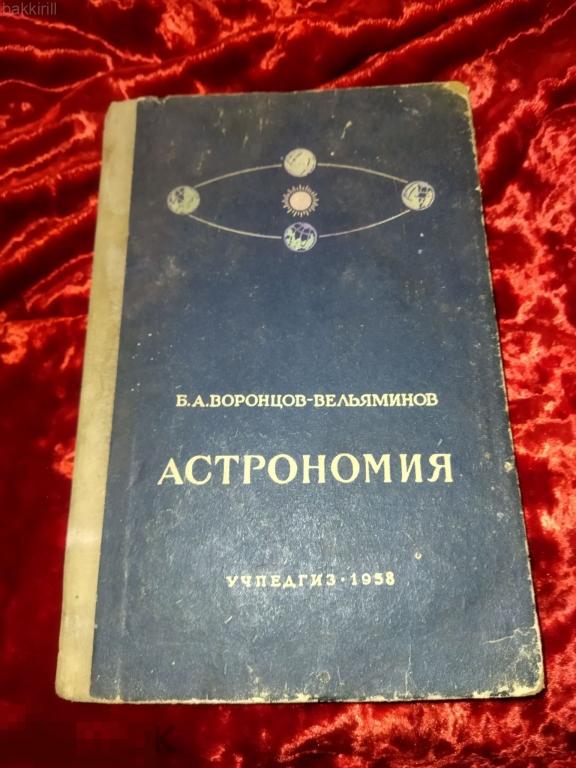 bakkirill
Б.А.ВОРОНЦОВ-ВЕЛЬЯМИНОВ
АСТРОНОМИЯ
УЧПЕДГИЗ·1958